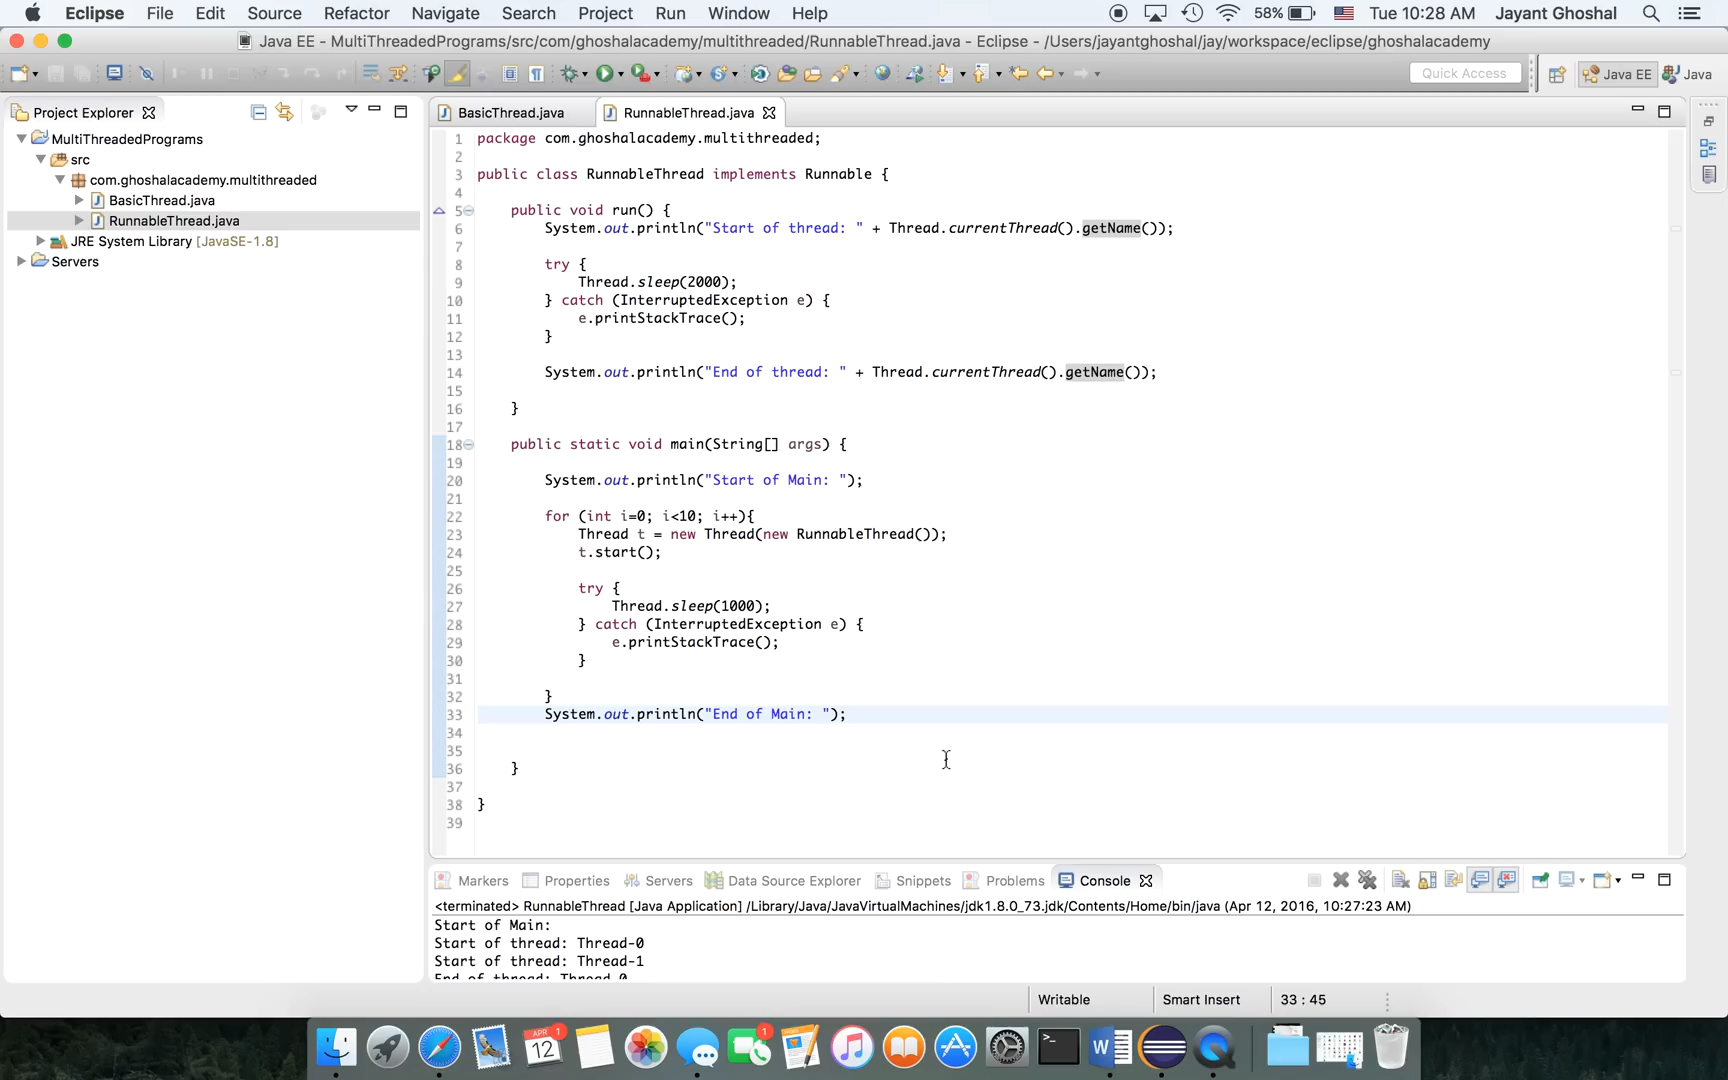 Eclipse File Edit Source Refactor Navigate Search Project Run Window Help 58% Tue 10:28 AM Jayant Ghoshal
Java EE - MultiThreadedPrograms/src/com/ghoshalacademy/multithreaded/RunnableThread.java - Eclipse - /Users/jayantghoshal/jay/workspace/eclipse/ghoshalacademy
Quick Access Java EE Java
Project Explorer
MultiThreadedPrograms
src
com.ghoshalacademy.multithreaded
BasicThread.java
RunnableThread.java
JRE System Library [JavaSE-1.8]
Servers
BasicThread.java RunnableThread.java
1 package com.ghoshalacademy.multithreaded;
2
3 public class RunnableThread implements Runnable {
4
5 public void run() {
6 System.out.println("Start of thread: " + Thread.currentThread().getName());
7
8 try {
9 Thread.sleep(2000);
10 } catch (InterruptedException e) {
11 e.printStackTrace();
12 }
13
14 System.out.println("End of thread: " + Thread.currentThread().getName());
15
16 }
17
18 public static void main(String[] args) {
19
20 System.out.println("Start of Main: ");
21
22 for (int i=0; i<10; i++){
23 Thread t = new Thread(new RunnableThread());
24 t.start();
25
26 try {
27 Thread.sleep(1000);
28 } catch (InterruptedException e) {
29 e.printStackTrace();
30 }
31
32 }
33 System.out.println("End of Main: ");
34
35
36 }
37
38 }
39
Markers Properties Servers Data Source Explorer Snippets Problems Console
<terminated> RunnableThread [Java Application] /Library/Java/JavaVirtualMachines/jdk1.8.0_73.jdk/Contents/Home/bin/java (Apr 12, 2016, 10:27:23 AM)
Start of Main:
Start of thread: Thread-0
Start of thread: Thread-1
End of thread: Thread-0
Writable Smart Insert 33 : 45
APR 12 1 1